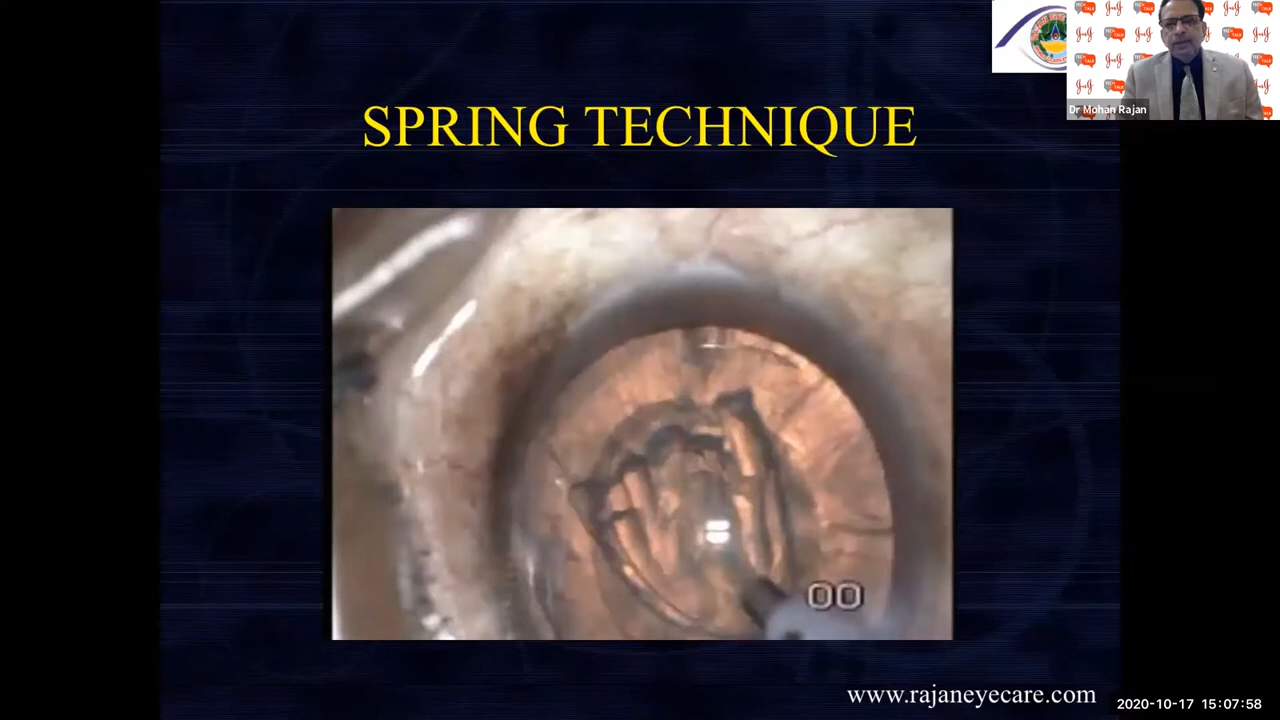 SPRING TECHNIQUE
Dr Mohan Rajan
00
www.rajaneyecare.com
2020-10-17 15:07:58